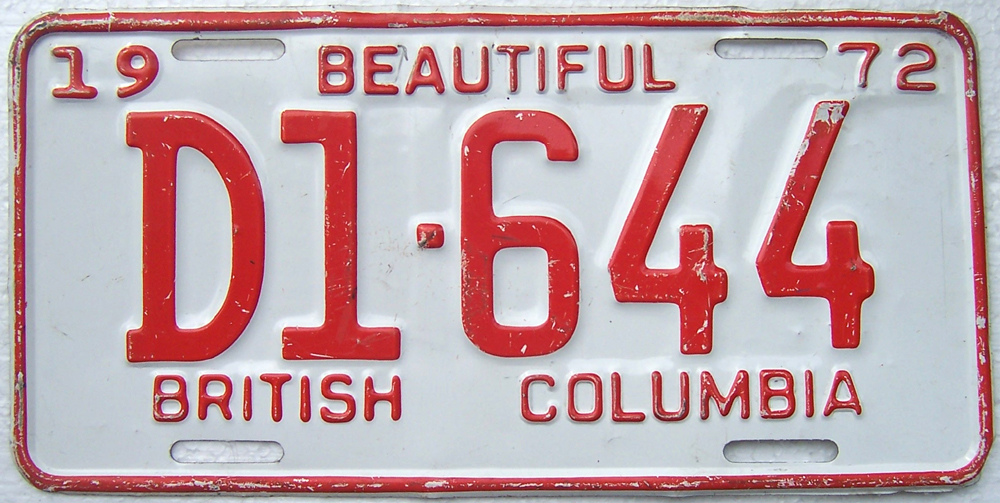 19 BEAUTIFUL 72
D1·644
BRITISH COLUMBIA